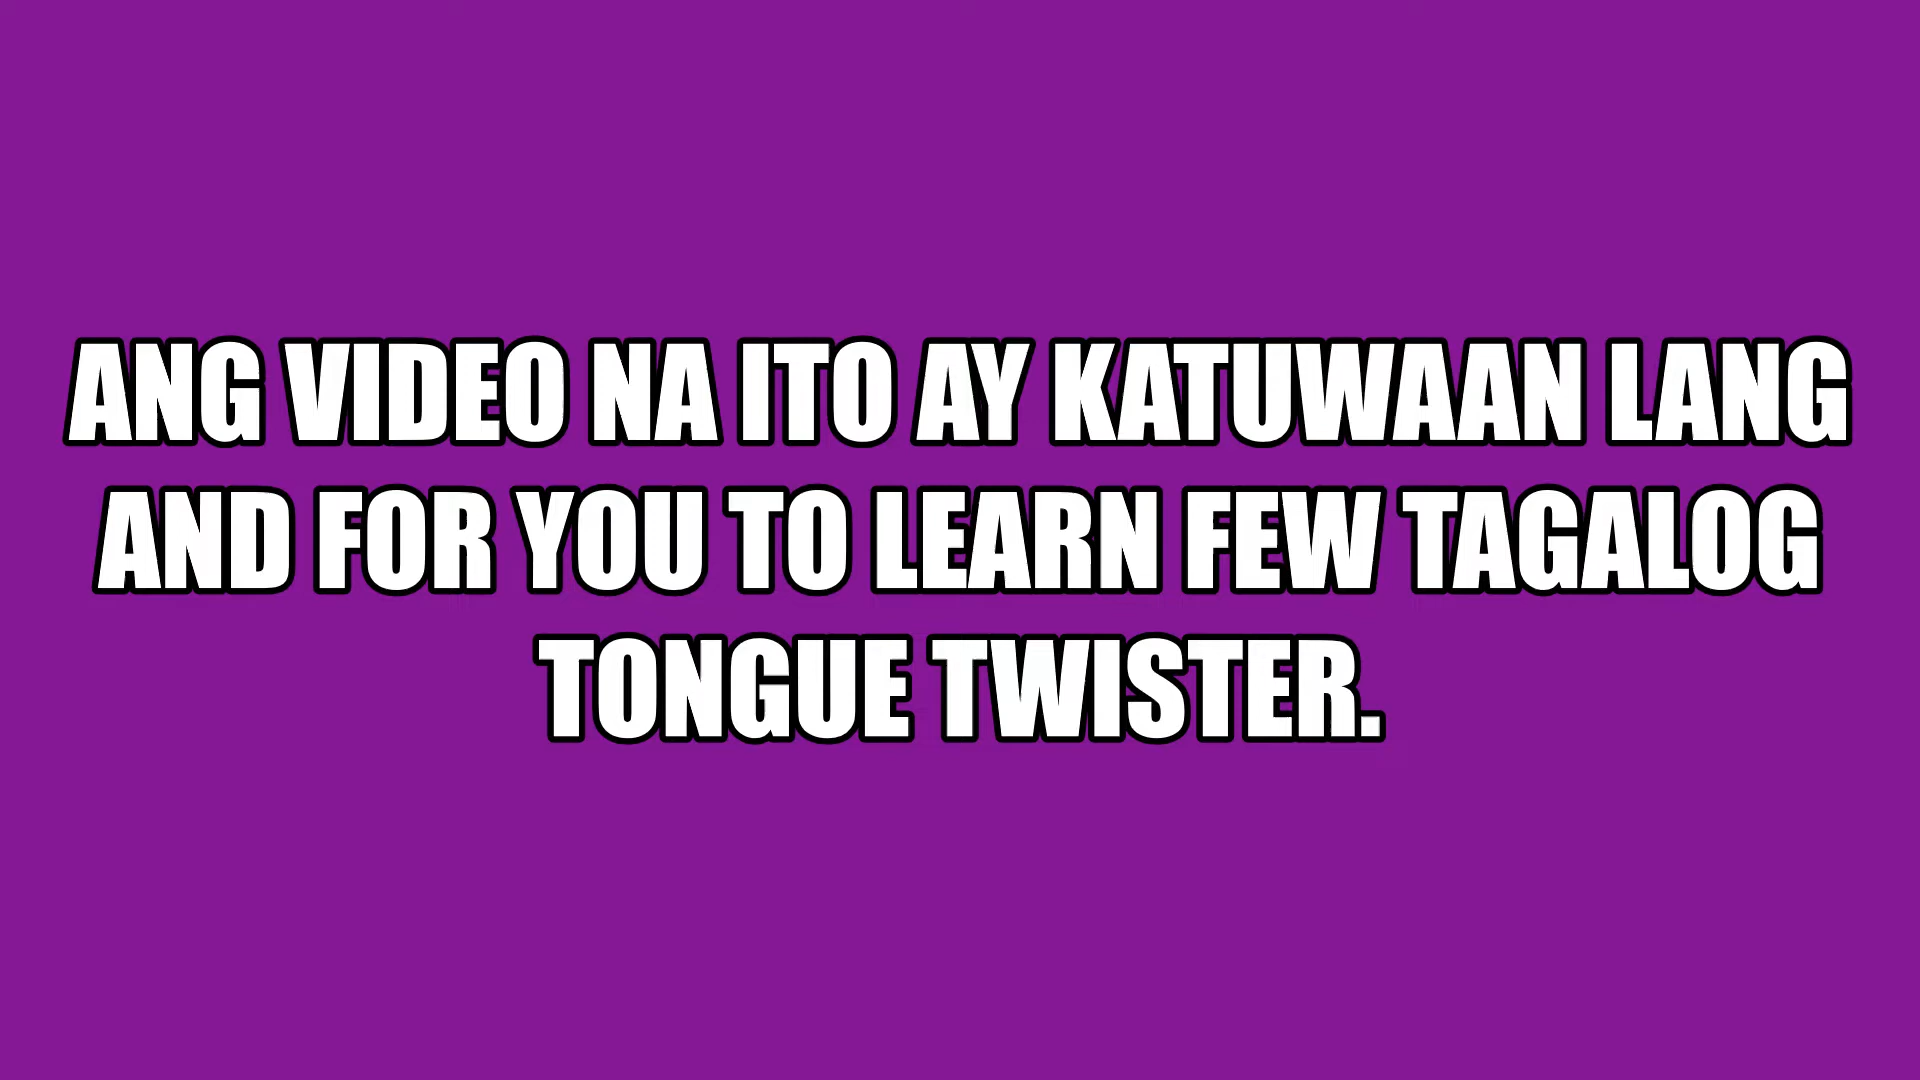 ANG VIDEO NA ITO AY KATUWAAN LANG
AND FOR YOU TO LEARN FEW TAGALOG
TONGUE TWISTER.